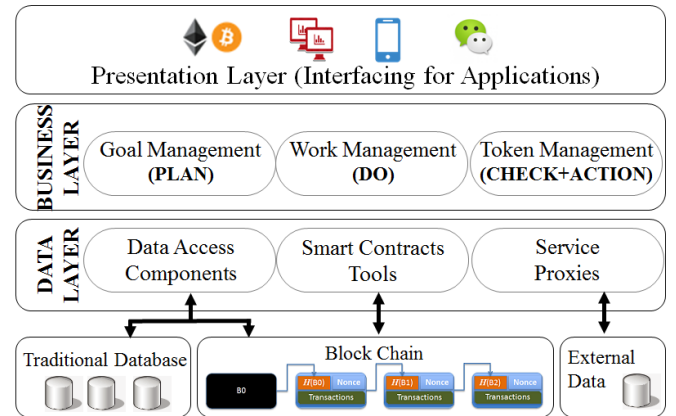 Presentation Layer (Interfacing for Applications)
BUSINESS
LAYER
Goal Management
(PLAN)
Work Management
(DO)
Token Management
(CHECK+ACTION)
DATA
LAYER
Data Access
Components
Smart Contracts
Tools
Service
Proxies
Traditional Database
Block Chain
B0
H(B0) Nonce
Transactions
H(B1) Nonce
Transactions
H(B2) Nonce
Transactions
External
Data